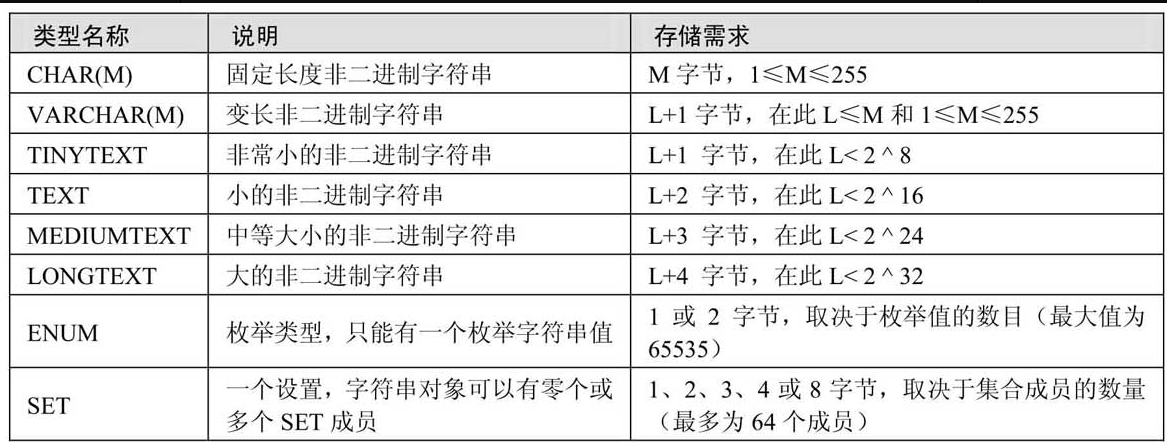 类型名称 说明 存储需求
CHAR(M) 固定长度非二进制字符串 M 字节，1≤M≤255
VARCHAR(M) 变长非二进制字符串 L+1 字节，在此 L≤M 和 1≤M≤255
TINYTEXT 非常小的非二进制字符串 L+1 字节，在此 L< 2 ^ 8
TEXT 小的非二进制字符串 L+2 字节，在此 L< 2 ^ 16
MEDIUMTEXT 中等大小的非二进制字符串 L+3 字节，在此 L< 2 ^ 24
LONGTEXT 大的非二进制字符串 L+4 字节，在此 L< 2 ^ 32
ENUM 枚举类型，只能有一个枚举字符串值 1 或 2 字节，取决于枚举值的数目（最大值为
65535）
SET 一个设置，字符串对象可以有零个或
多个 SET 成员 1、2、3、4 或 8 字节，取决于集合成员的数量
（最多为 64 个成员）